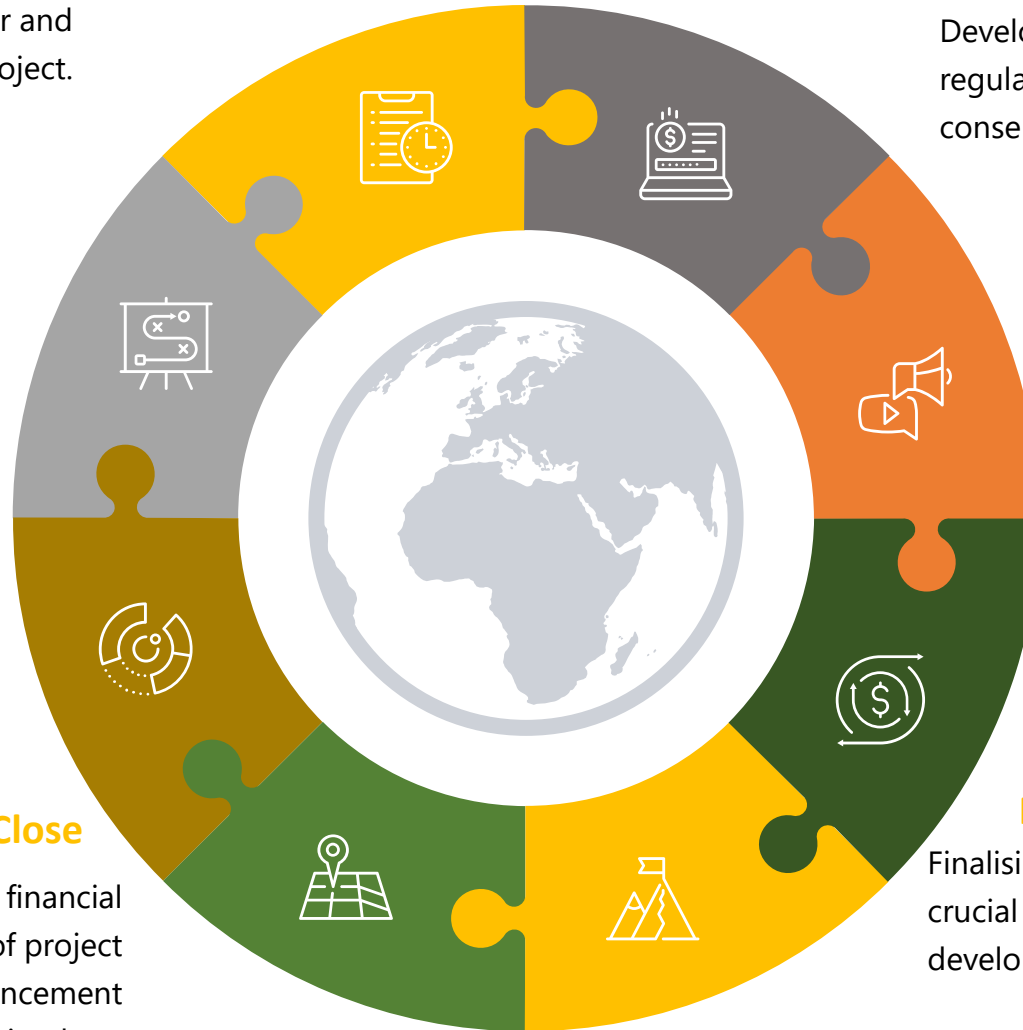 r and
oject.
Develo
regula
conse
Close
financial
of project
ncement
Finalisi
crucial
develo